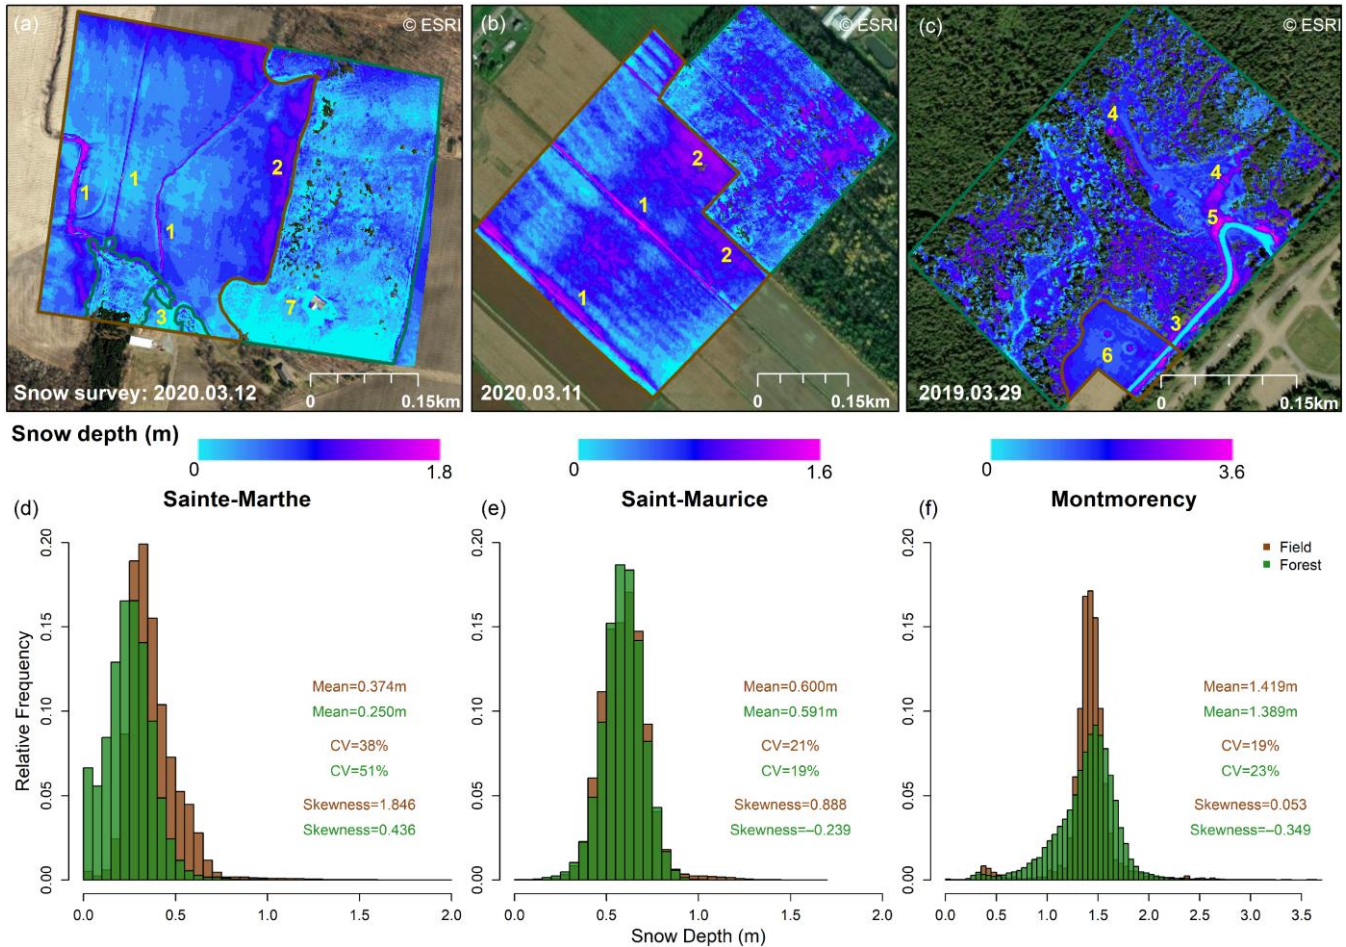 (a)
© ESRI
1
1
1
2
3
7
Snow survey: 2020.03.12
0
0.15km
(b)
© ESRI
2
1
2
1
2020.03.11
0
0.15km
(c)
© ESRI
4
4
5
3
6
2019.03.29
0
0.15km
Snow depth (m)
0
1.8
0
1.6
0
3.6
(d)
Sainte-Marthe
(e)
Saint-Maurice
(f)
Montmorency
Relative Frequency
0.20
0.15
0.10
0.05
0.00
Mean=0.374m
Mean=0.250m
CV=38%
CV=51%
Skewness=1.846
Skewness=0.436
0.0
0.5
1.0
1.5
2.0
0.20
0.15
0.10
0.05
0.00
Mean=0.600m
Mean=0.591m
CV=21%
CV=19%
Skewness=0.888
Skewness=–0.239
0.0
0.5
1.0
1.5
2.0
Snow Depth (m)
0.20
0.15
0.10
0.05
0.00
Field
Forest
Mean=1.419m
Mean=1.389m
CV=19%
CV=23%
Skewness=0.053
Skewness=–0.349
0.0
0.5
1.0
1.5
2.0
2.5
3.0
3.5